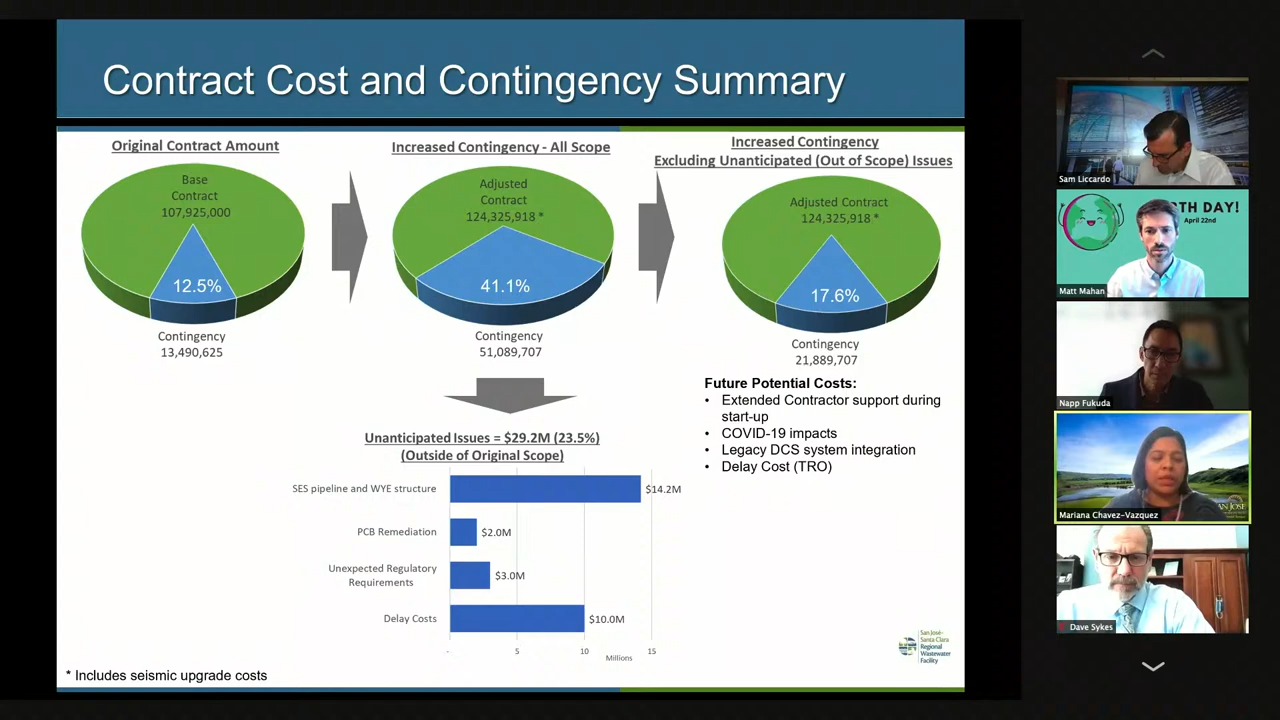 Contract Cost and Contingency Summary
Original Contract Amount
Base
Contract
107,925,000
12.5%
Contingency
13,490,625
Increased Contingency - All Scope
Adjusted
Contract
124,325,918 *
41.1%
Contingency
51,089,707
Increased Contingency
Excluding Unanticipated (Out of Scope) Issues
Adjusted Contract
124,325,918 *
17.6%
Contingency
21,889,707
Future Potential Costs:
• Extended Contractor support during
start-up
• COVID-19 impacts
• Legacy DCS system integration
• Delay Cost (TRO)
Unanticipated Issues = $29.2M (23.5%)
(Outside of Original Scope)
SES pipeline and WYE structure
$14.2M
PCB Remediation
$2.0M
Unexpected Regulatory
Requirements
$3.0M
Delay Costs
$10.0M
- 5 10 15
Millions
* Includes seismic upgrade costs
San José-
Santa Clara
Regional
Wastewater
Facility
Sam Liccardo
TH DAY!
April 22nd
Matt Mahan
Napp Fukuda
Mariana Chavez-Vazquez
AN JOSE
Dave Sykes